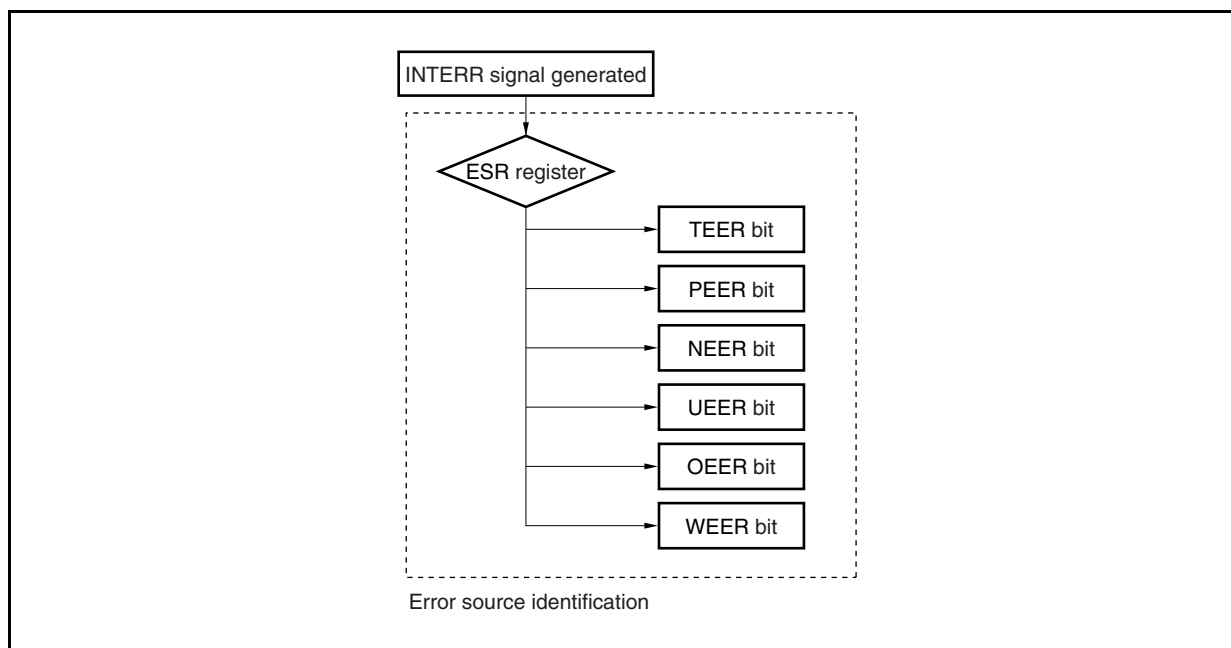 INTERR signal generated
ESR register
TEER bit
PEER bit
NEER bit
UEER bit
OEER bit
WEER bit
Error source identification